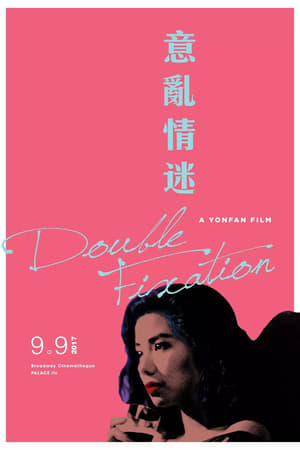 意亂情迷
A YONFAN FILM
Double
Fixation
9.9
2017
Broadway Cinematheque
PALACE ifc